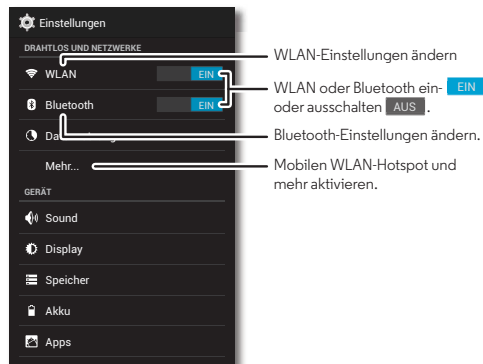 Einstellungen
DRAHTLOS UND NETZWERKE
WLAN EIN
Bluetooth EIN
Mehr...
GERÄT
Sound
Display
Speicher
Akku
Apps
WLAN-Einstellungen ändern
WLAN oder Bluetooth ein- EIN
oder ausschalten AUS .
Bluetooth-Einstellungen ändern.
Mobilen WLAN-Hotspot und
mehr aktivieren.